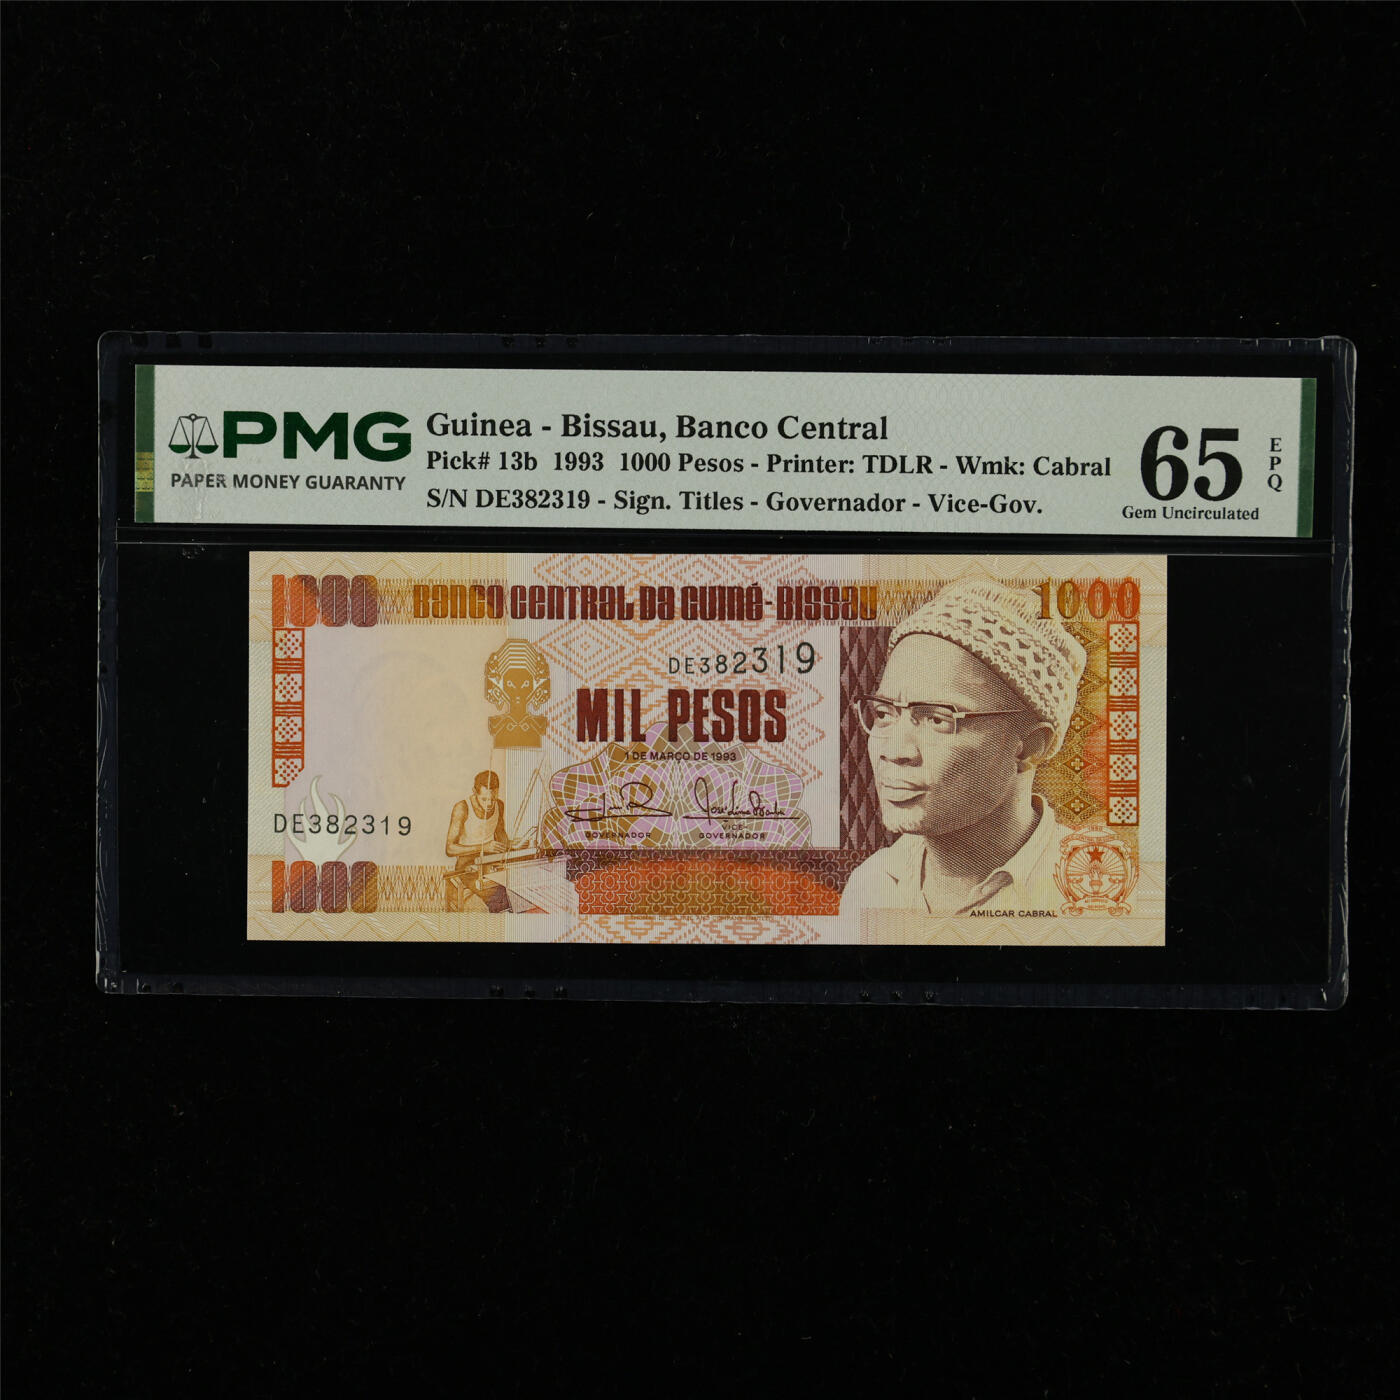 PMG
PAPER MONEY GUARANTY
Guinea - Bissau, Banco Central
Pick# 13b 1993 1000 Pesos - Printer: TDLR - Wmk: Cabral
S/N DE382319 - Sign. Titles - Governador - Vice-Gov.
65
EPQ
Gem Uncirculated
1000
BANCO CENTRAL DA GUINÉ-BISSAU
1000
DE382319
MIL PESOS
1 DE MARÇO DE 1993
GOVERNADOR
VICE-
GOVERNADOR
DE382319
1000
AMILCAR CABRAL